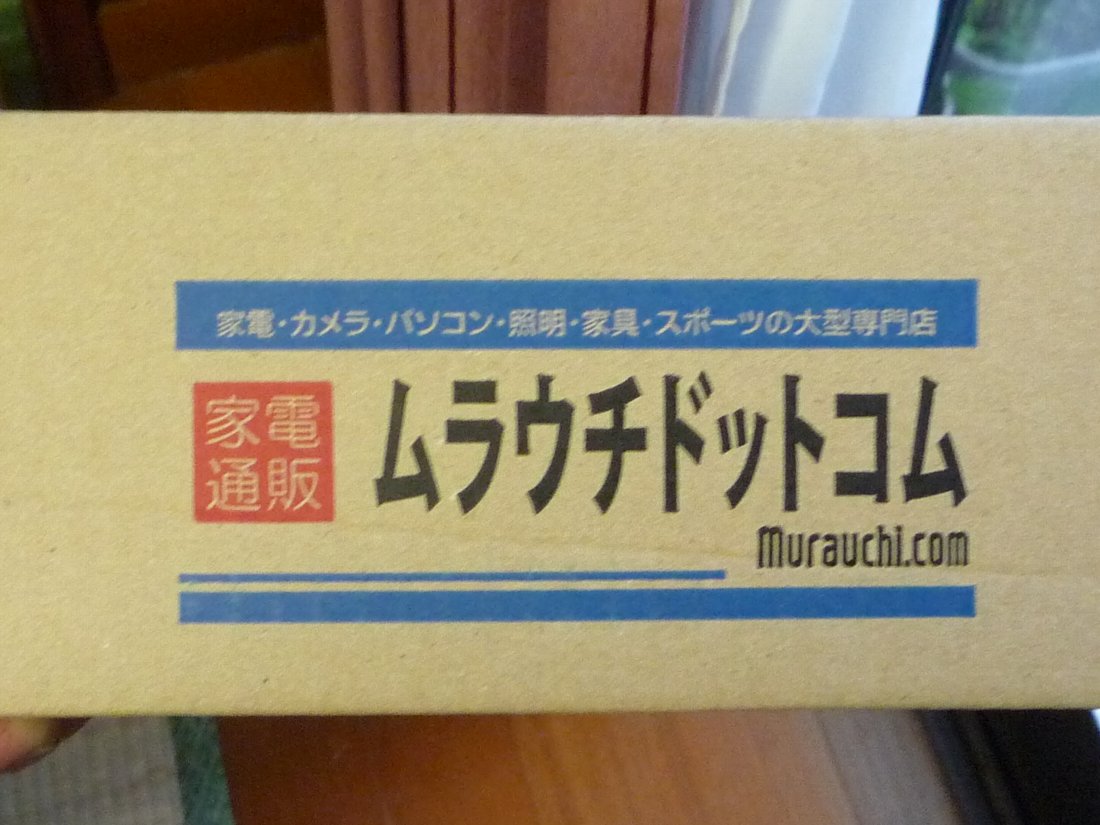 家電・カメラ・パソコン・照明・家具・スポーツの大型専門店
家電
通販
ムラウチドットコム
Murauchi.com